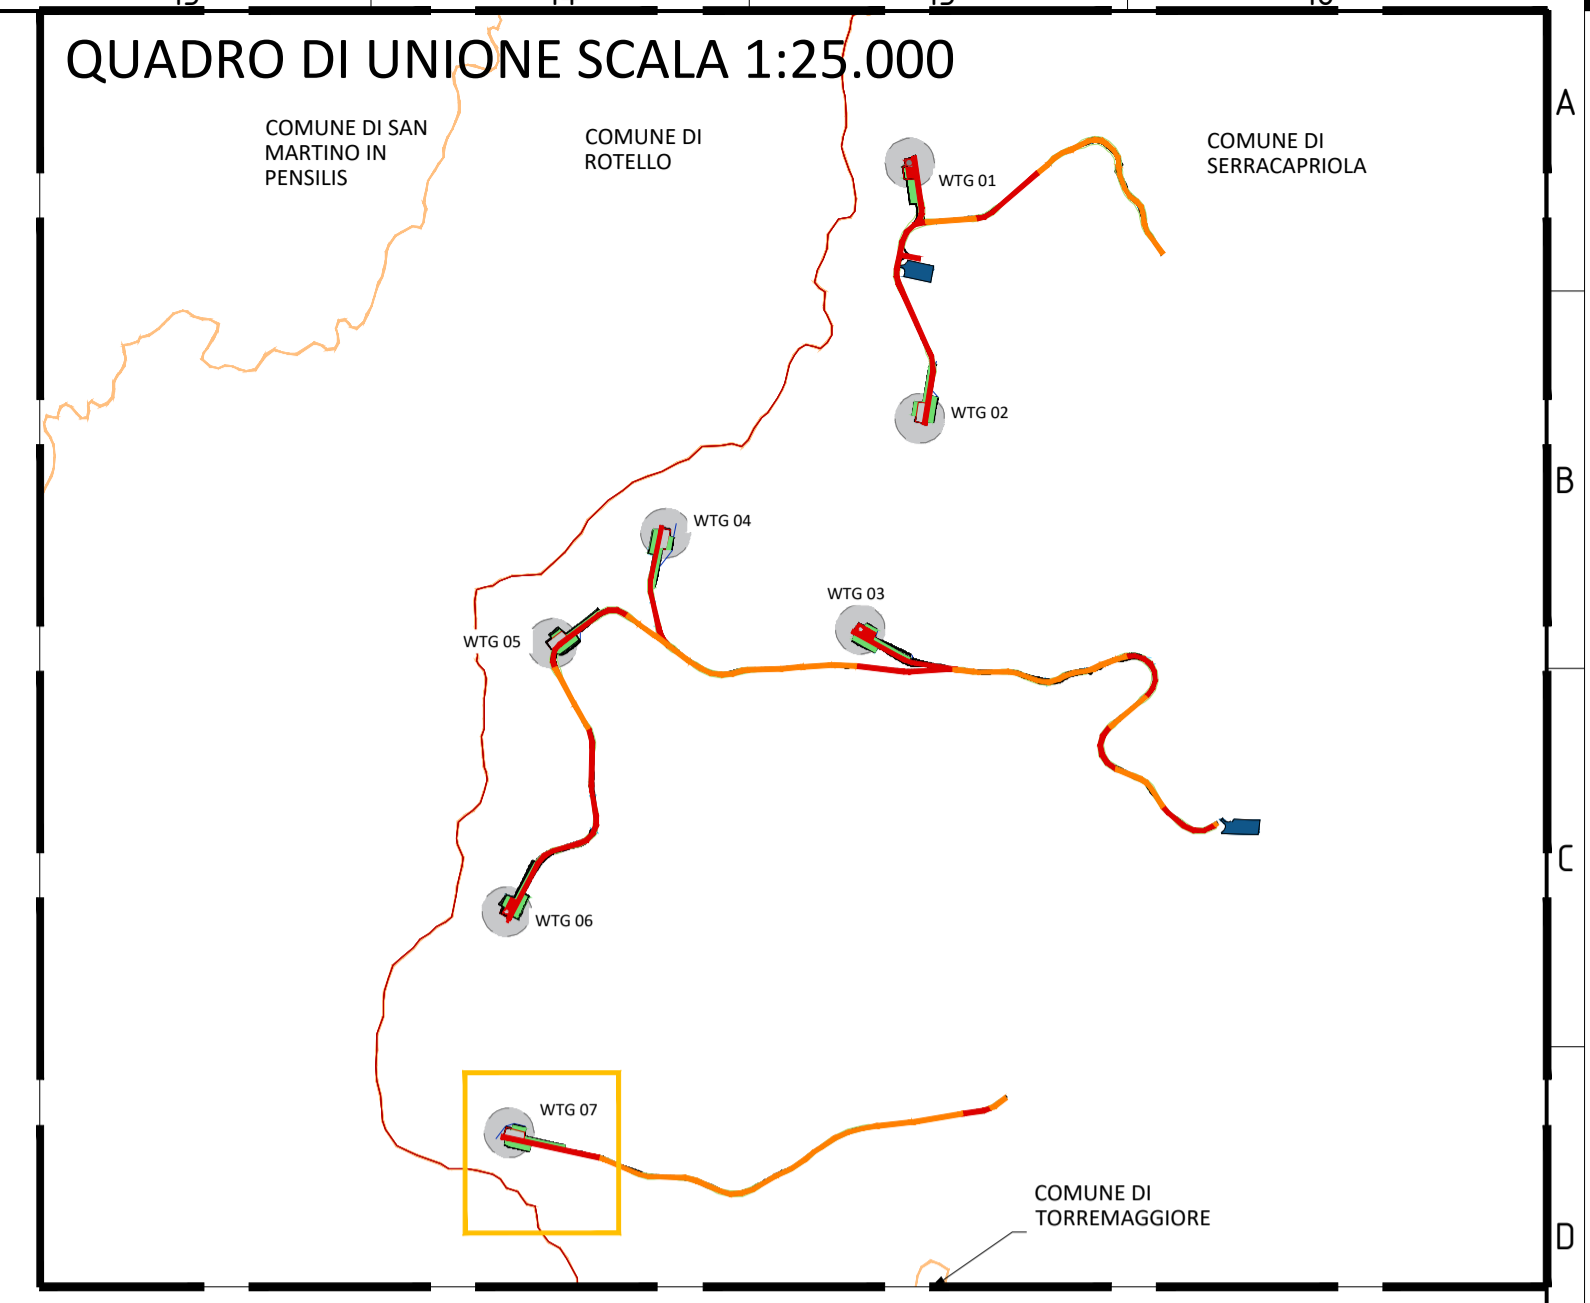 QUADRO DI UNIONE SCALA 1:25.000
COMUNE DI SAN
MARTINO IN
PENSILIS
COMUNE DI
ROTELLO
COMUNE DI
SERRACAPRIOLA
WTG 01
WTG 02
WTG 04
WTG 03
WTG 05
WTG 06
WTG 07
COMUNE DI
TORREMAGGIORE
A
B
C
D